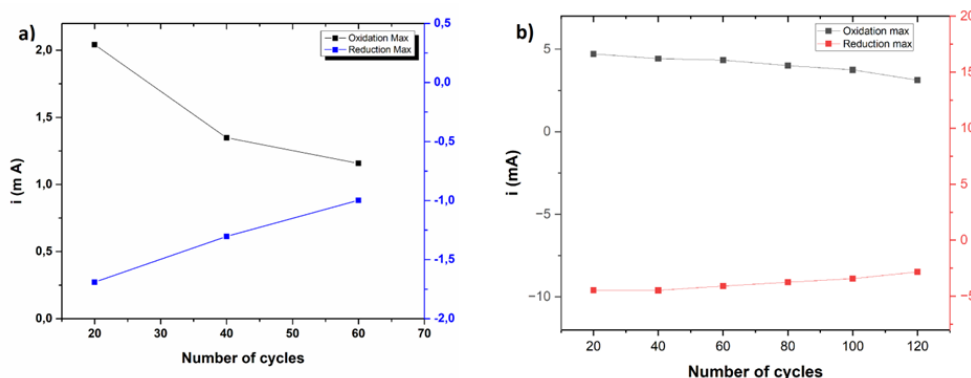 a)
Oxidation Max
Reduction Max
2,0
1,5
1,0
0,5
0,0
i (m A)
0,5
0,0
-0,5
-1,0
-1,5
-2,0
20 30 40 50 60 70
Number of cycles
b)
Oxidation max
Reduction max
5
0
−5
−10
i (mA)
20
15
10
5
0
−5
20 40 60 80 100 120
Number of cycles